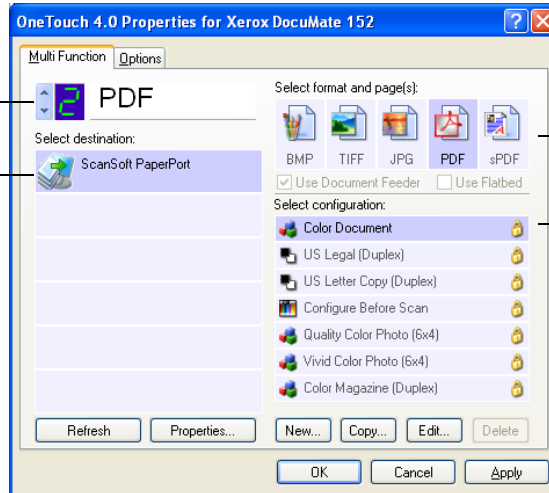 OneTouch 4.0 Properties for Xerox DocuMate 152
Multi Function
Options
2
PDF
Select destination:
ScanSoft PaperPort
Refresh
Properties...
Select format and page(s):
BMP TIFF JPG PDF sPDF
Use Document Feeder
Use Flatbed
Select configuration:
Color Document
US Legal (Duplex)
US Letter Copy (Duplex)
Configure Before Scan
Quality Color Photo (6x4)
Vivid Color Photo (6x4)
Color Magazine (Duplex)
New... Copy... Edit... Delete
OK Cancel Apply